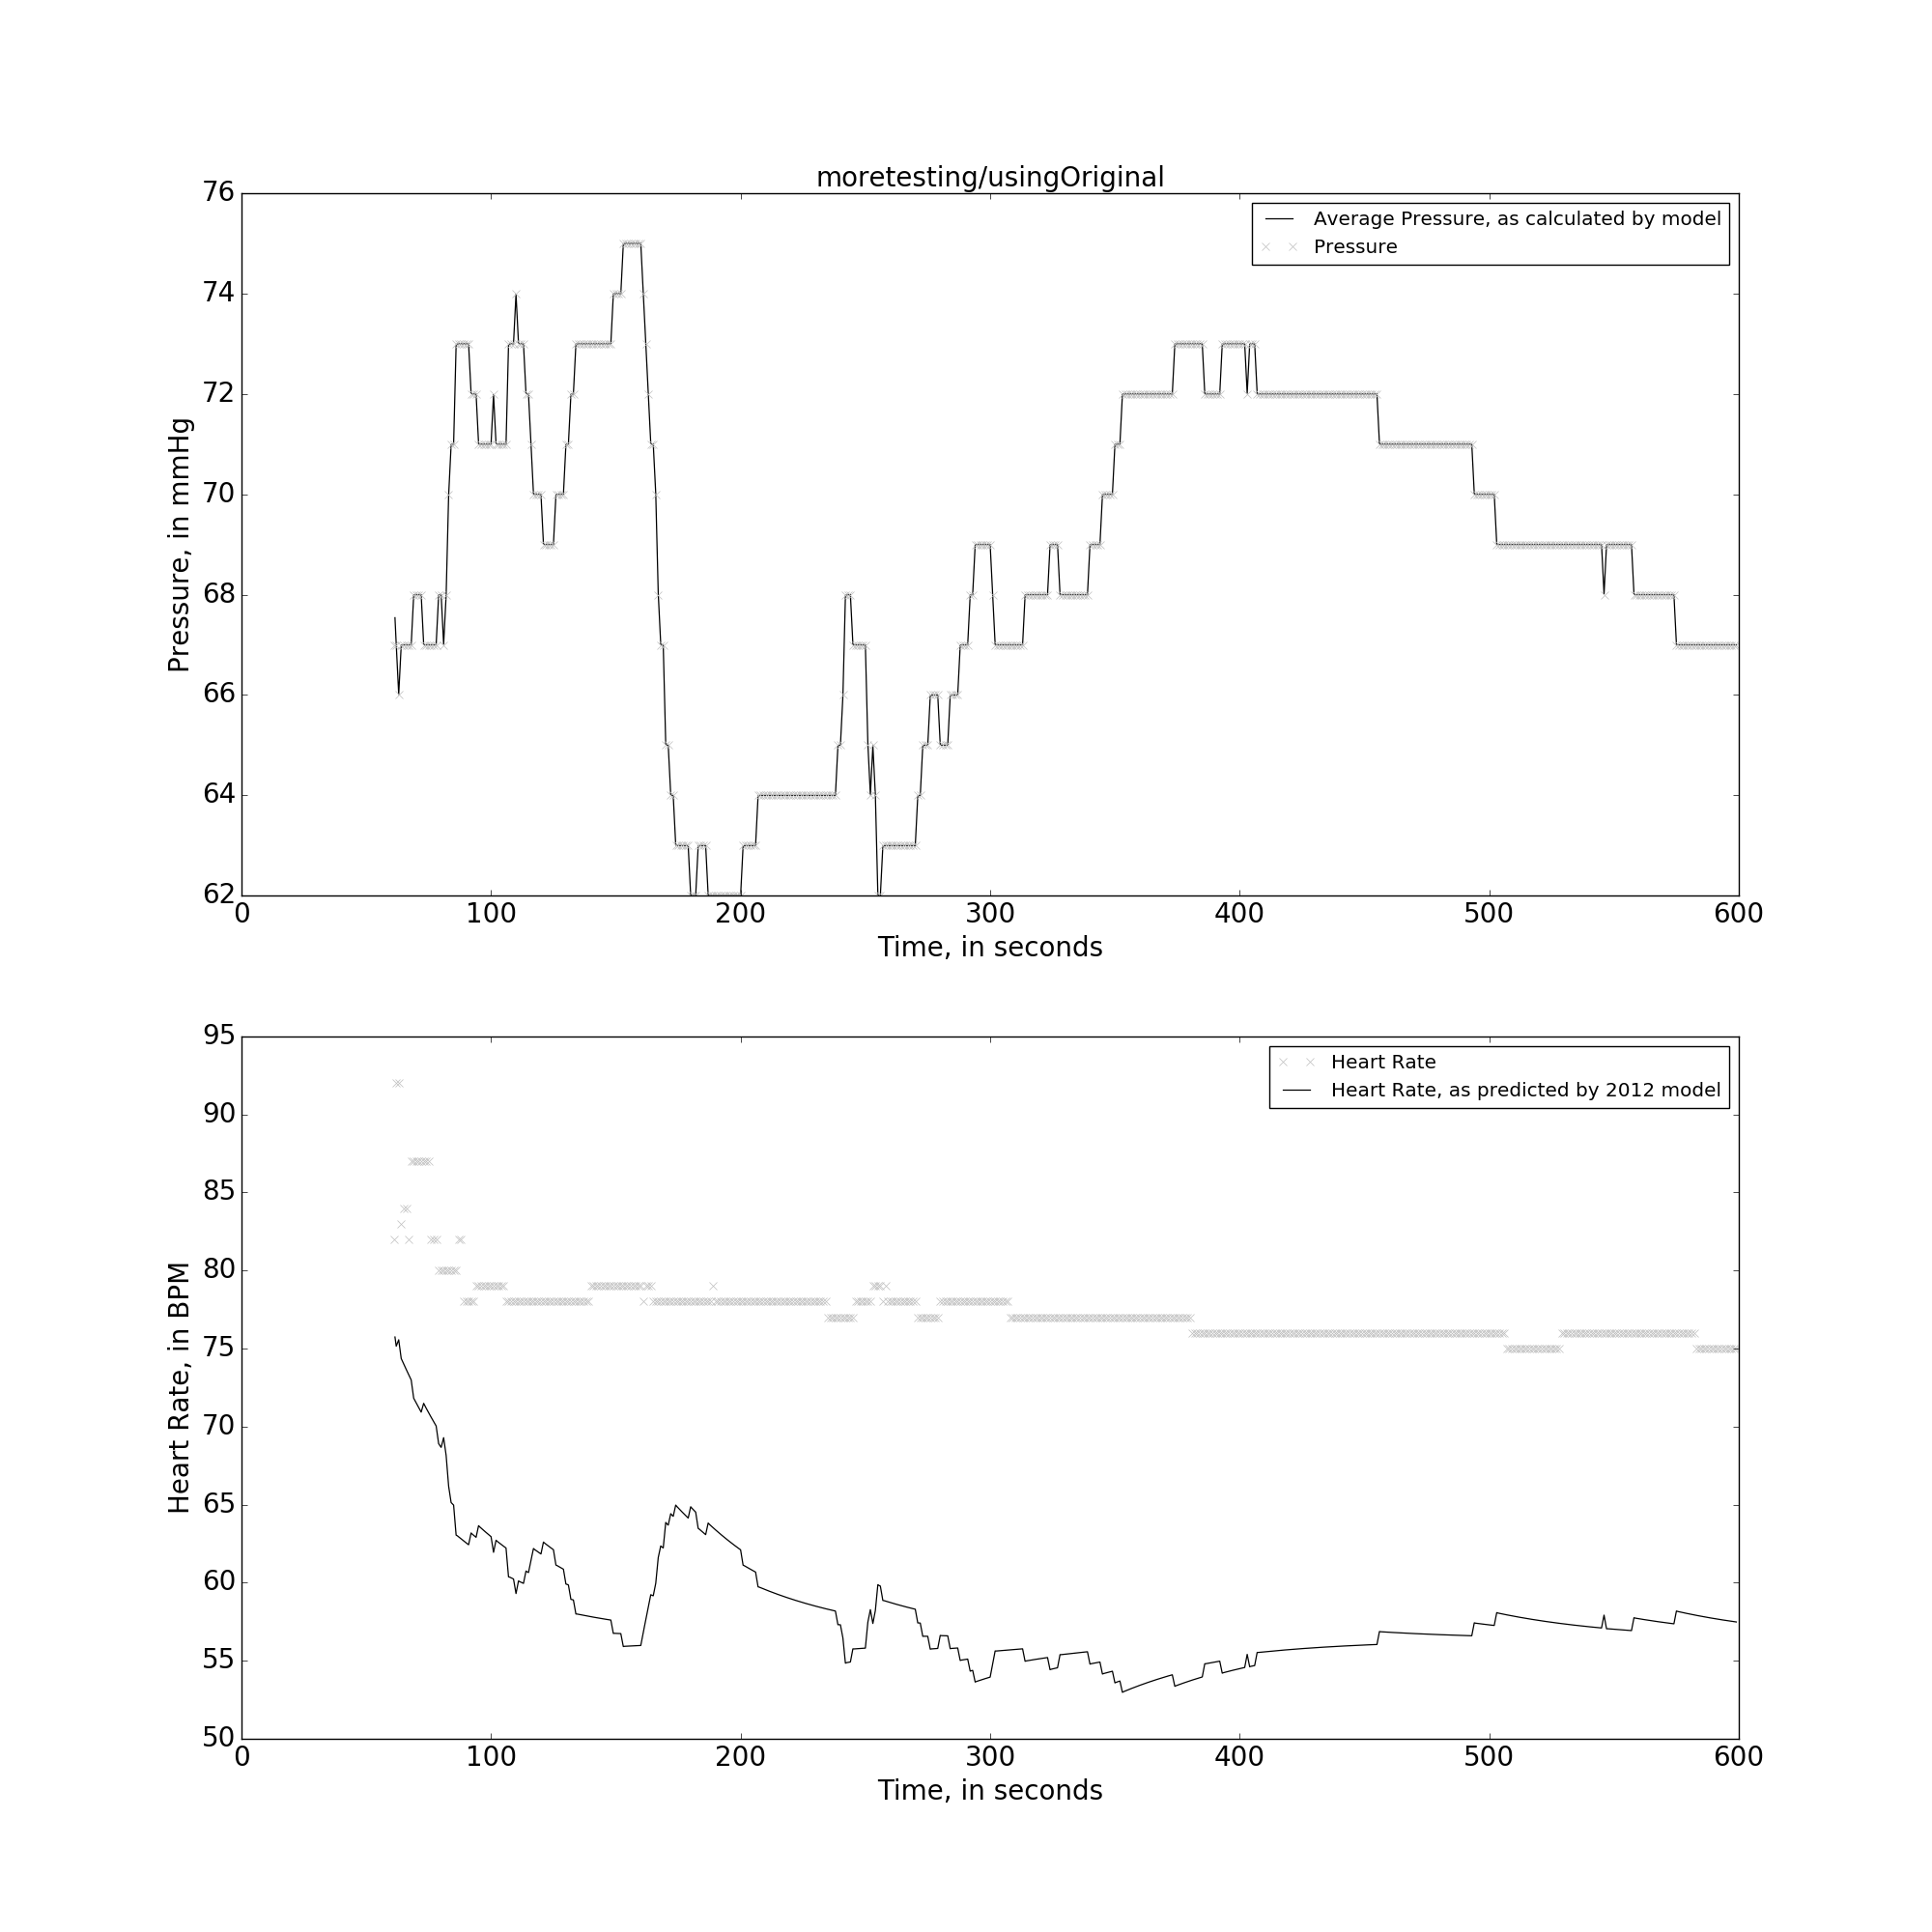 moretesting/usingOriginal
76
74
72
70
68
66
64
62
Pressure, in mmHg
Average Pressure, as calculated by model
Pressure
0 100 200 300 400 500 600
Time, in seconds
95
90
85
80
75
70
65
60
55
50
Heart Rate, in BPM
Heart Rate
Heart Rate, as predicted by 2012 model
0 100 200 300 400 500 600
Time, in seconds